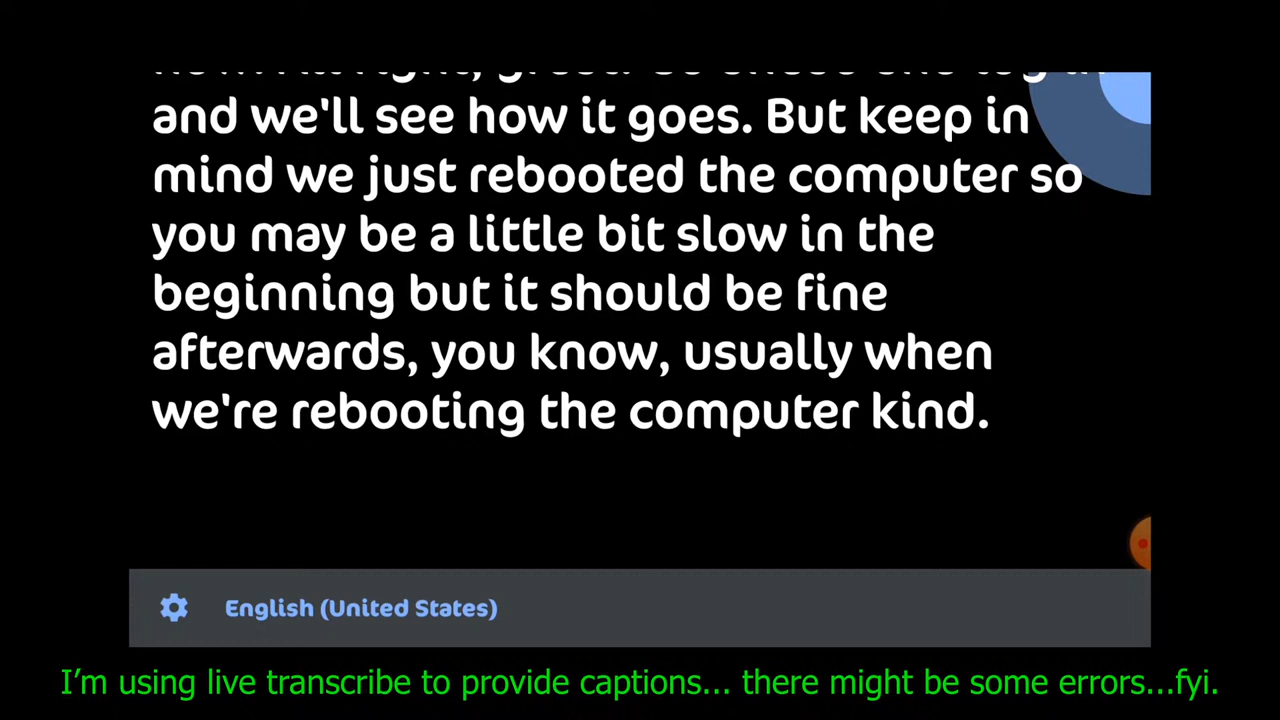 and we'll see how it goes. But keep in
mind we just rebooted the computer so
you may be a little bit slow in the
beginning but it should be fine
afterwards, you know, usually when
we're rebooting the computer kind.
English (United States)
I'm using live transcribe to provide captions... there might be some errors...fyi.